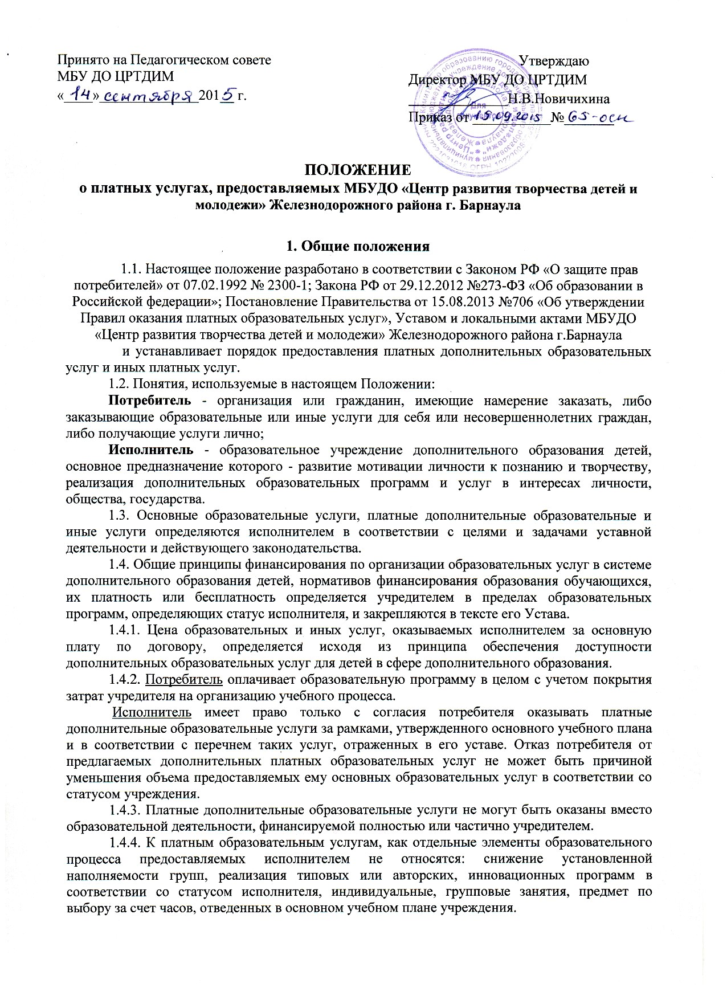 Принято на Педагогическом совете
МБУ ДО ЦРТДИМ
« 14 » сентября 2015 г.
Утверждаю
Директор МБУ ДО ЦРТДИМ
Н.В.Новичихина
Приказ от 15.09.2015 № 65-осн
Для документов
ПОЛОЖЕНИЕ
о платных услугах, предоставляемых МБУДО «Центр развития творчества детей и
молодежи» Железнодорожного района г. Барнаула
1. Общие положения
1.1. Настоящее положение разработано в соответствии с Законом РФ «О защите прав
потребителей» от 07.02.1992 № 2300-1; Закона РФ от 29.12.2012 №273-ФЗ «Об образовании в
Российской федерации»; Постановление Правительства от 15.08.2013 №706 «Об утверждении
Правил оказания платных образовательных услуг», Уставом и локальными актами МБУДО
«Центр развития творчества детей и молодежи» Железнодорожного района г.Барнаула
и устанавливает порядок предоставления платных дополнительных образовательных
услуг и иных платных услуг.
1.2. Понятия, используемые в настоящем Положении:
Потребитель - организация или гражданин, имеющие намерение заказать, либо
заказывающие образовательные или иные услуги для себя или несовершеннолетних граждан,
либо получающие услуги лично;
Исполнитель - образовательное учреждение дополнительного образования детей,
основное предназначение которого - развитие мотивации личности к познанию и творчеству,
реализация дополнительных образовательных программ и услуг в интересах личности,
общества, государства.
1.3. Основные образовательные услуги, платные дополнительные образовательные и
иные услуги определяются исполнителем в соответствии с целями и задачами уставной
деятельности и действующего законодательства.
1.4. Общие принципы финансирования по организации образовательных услуг в системе
дополнительного образования детей, нормативов финансирования образования обучающихся,
их платность или бесплатность определяется учредителем в пределах образовательных
программ, определяющих статус исполнителя, и закрепляются в тексте его Устава.
1.4.1. Цена образовательных и иных услуг, оказываемых исполнителем за основную
плату по договору, определяется исходя из принципа обеспечения доступности
дополнительных образовательных услуг для детей в сфере дополнительного образования.
1.4.2. Потребитель оплачивает образовательную программу в целом с учетом покрытия
затрат учредителя на организацию учебного процесса.
Исполнитель имеет право только с согласия потребителя оказывать платные
дополнительные образовательные услуги за рамками, утвержденного основного учебного плана
и в соответствии с перечнем таких услуг, отраженных в его уставе. Отказ потребителя от
предлагаемых дополнительных платных образовательных услуг не может быть причиной
уменьшения объема предоставляемых ему основных образовательных услуг в соответствии со
статусом учреждения.
1.4.3. Платные дополнительные образовательные услуги не могут быть оказаны вместо
образовательной деятельности, финансируемой полностью или частично учредителем.
1.4.4. К платным образовательным услугам, как отдельные элементы образовательного
процесса предоставляемых исполнителем не относятся: снижение установленной
наполняемости групп, реализация типовых или авторских, инновационных программ в
соответствии со статусом исполнителя, индивидуальные, групповые занятия, предмет по
выбору за счет часов, отведенных в основном учебном плане учреждения.